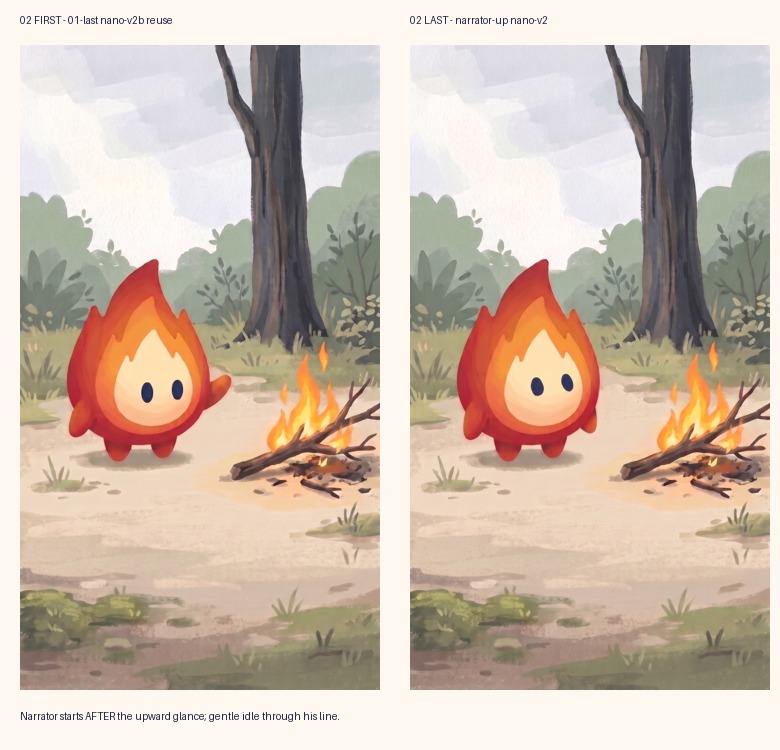 02 FIRST - 01-last nano-v2b reuse
02 LAST - narrator-up nano-v2
Narrator starts AFTER the upward glance; gentle idle through his line.